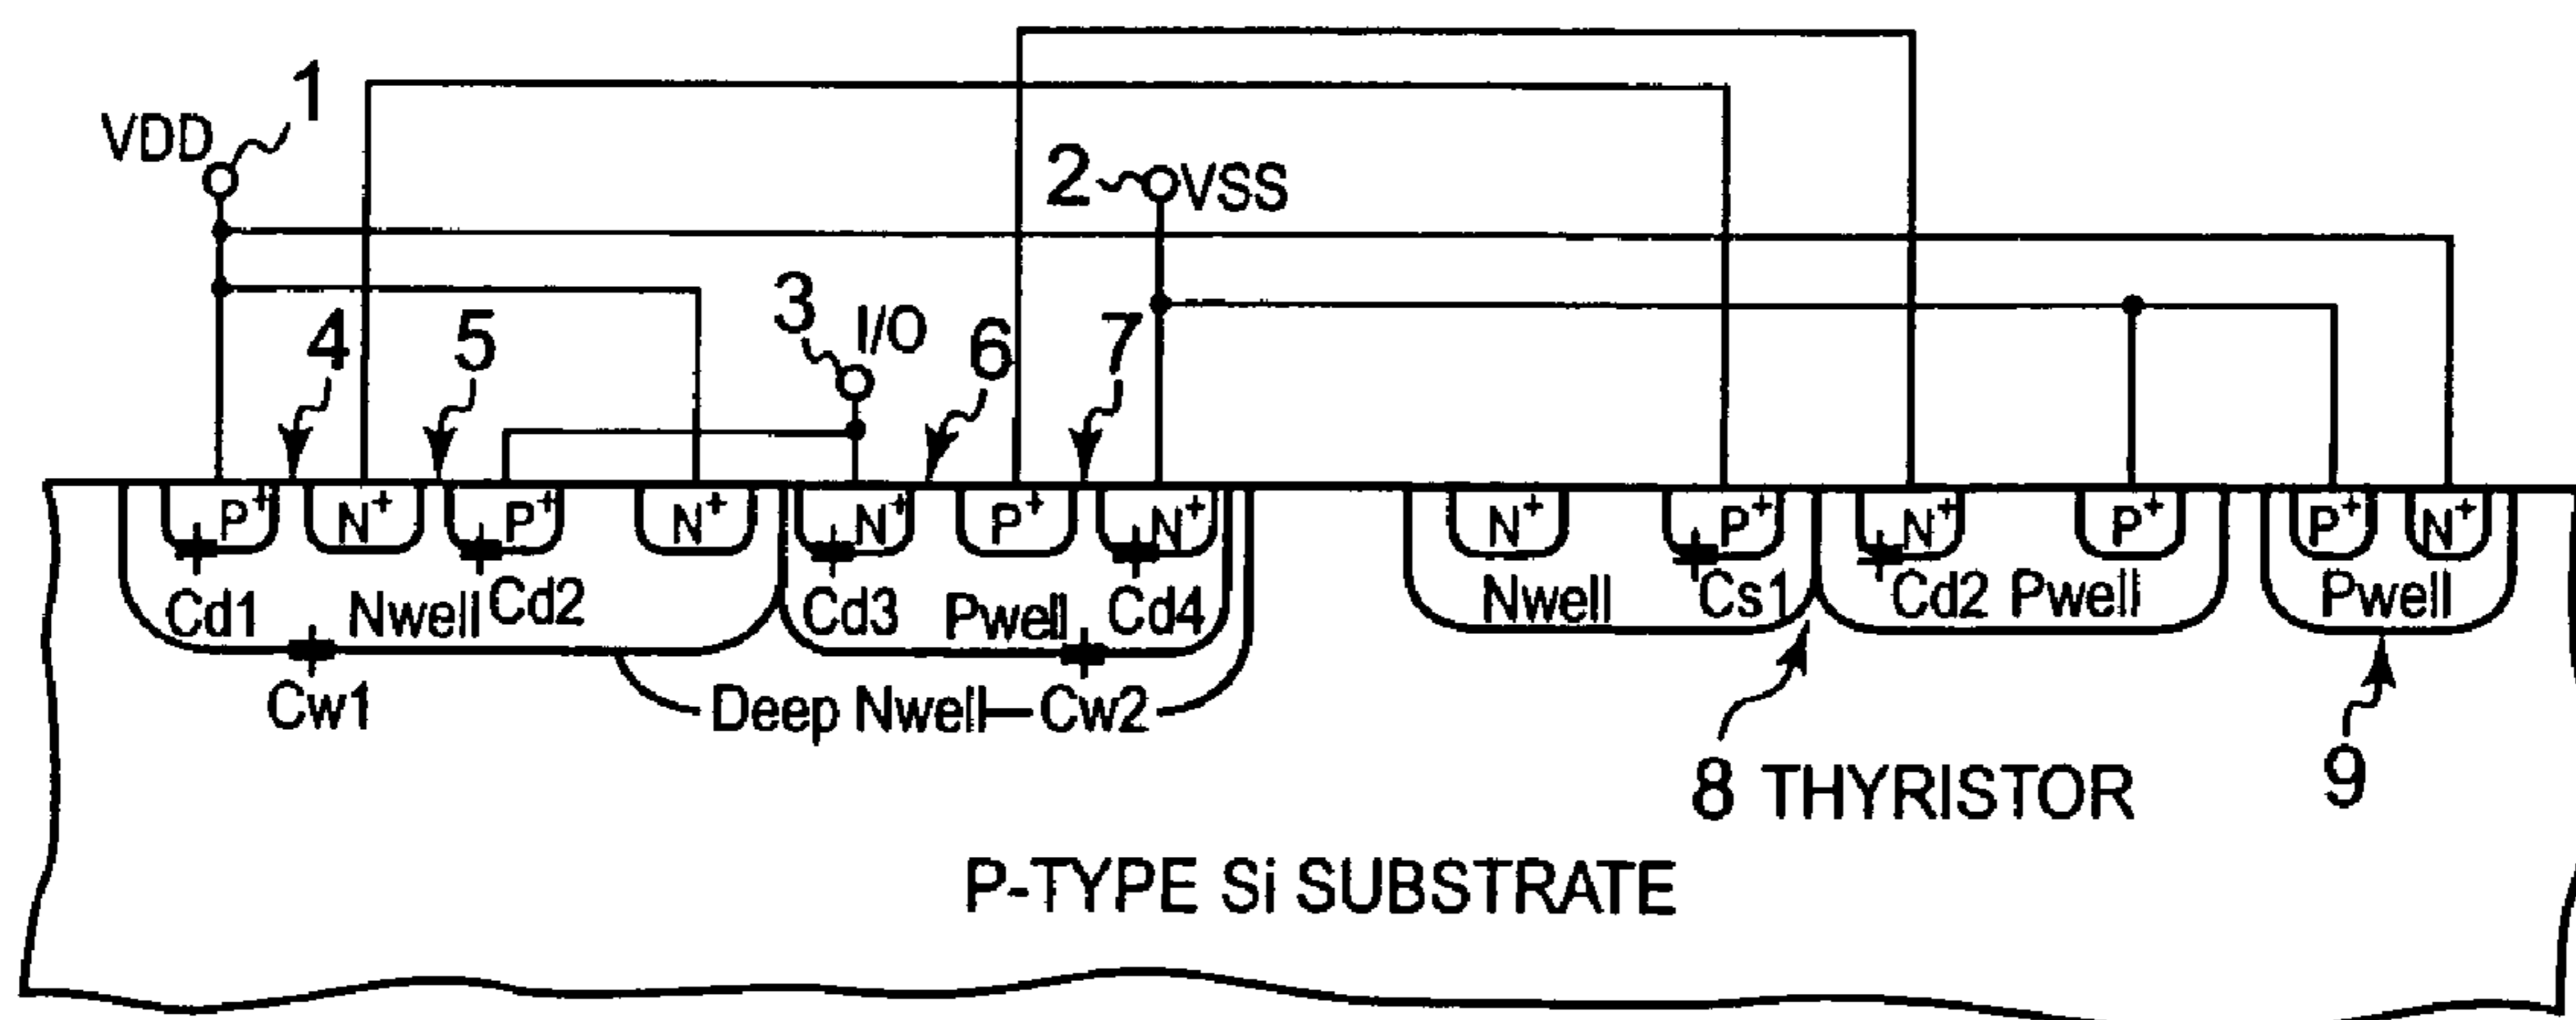 1
VDD
2 VSS
3 I/O
4 5 6 7
P+ N+ P+ N+ N+ P+ N+ N+ P+ N+ P+ P+ N+
Cd1 Nwell Cd2 Cd3 Pwell Cd4 Nwell Cs1 Cd2 Pwell Pwell
Cw1 Deep Nwell Cw2
8 THYRISTOR 9
P-TYPE Si SUBSTRATE